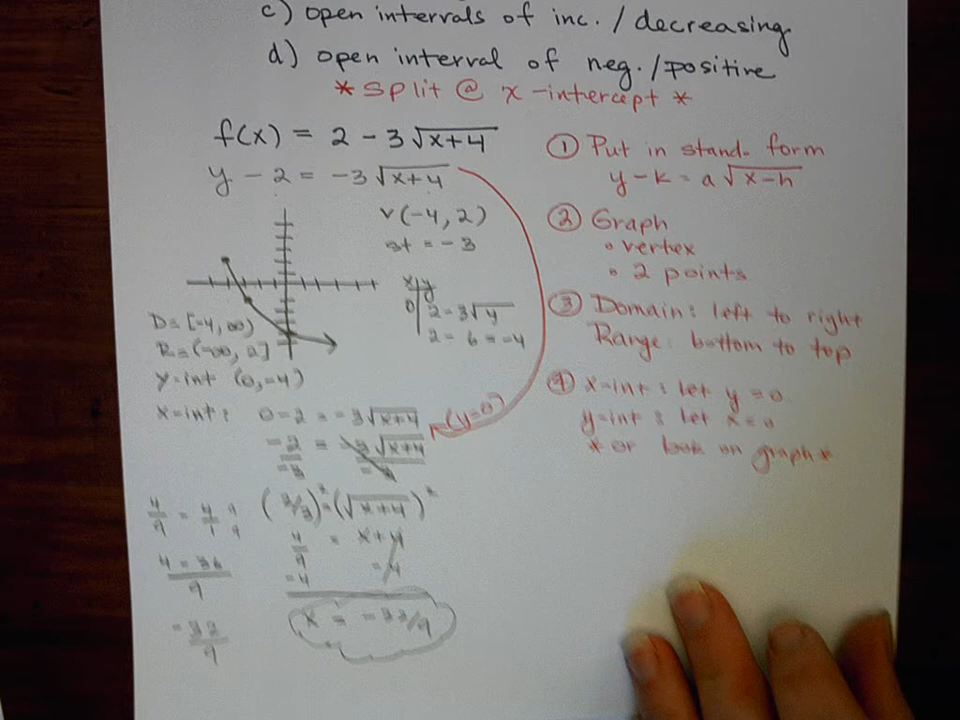 c) open intervals of inc. / decreasing
d) open interval of neg. /positive
* split @ x-intercept *
f(x) = 2 - 3√x+4
y - 2 = -3√x+4
v(-4, 2)
st = -3
x y
0 2 - 3√4
2 - 6 = -4
D = [-4, ∞)
R = (-∞, 2]
y-int (0, -4)
x-int: 0 - 2 = -3√x+4
(y=0)
-2 = -3√x+4
-3 -3
(2/3)² = (√x+4)²
4/9 = x+4
-4 -4
x = -32/9
4/9 - 4/1 9/9
4 - 36
9
-32
9
① Put in stand. form
y - k = a√x-h
② Graph
• vertex
• 2 points
③ Domain: left to right
Range: bottom to top
④ x-int: let y = 0
y-int: let x = 0
* or look on graph *